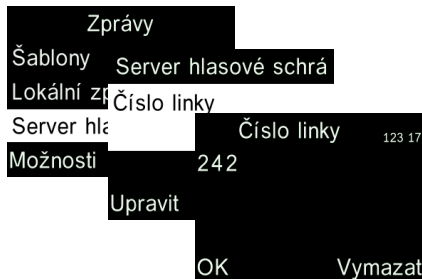 Zprávy
Šablony
Lokální zp
Server hla
Možnosti
Server hlasové schrá
Číslo linky
Upravit
Číslo linky
123 17
242
OK
Vymazat